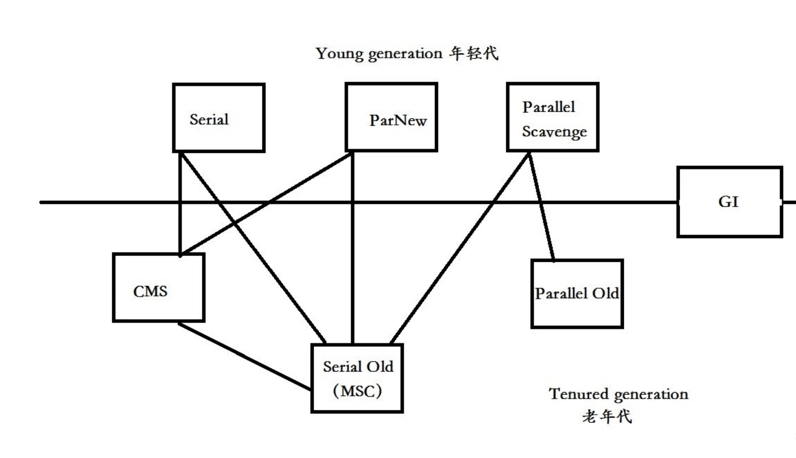 Young generation 年轻代
Serial
ParNew
Parallel
Scavenge
GI
CMS
Parallel Old
Serial Old
（MSC）
Tenured generation
老年代